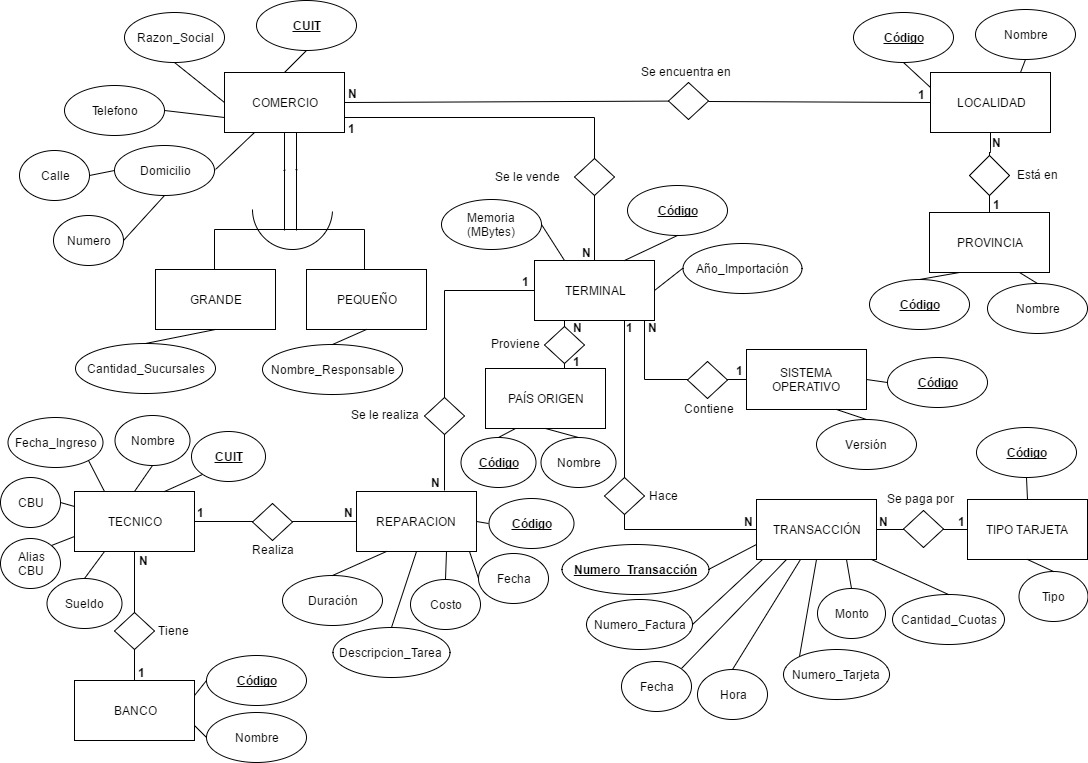 CUIT
Razon_Social
Código
Nombre
Se encuentra en
COMERCIO
N
1
LOCALIDAD
Telefono
1
N
Calle
Domicilio
Se le vende
Está en
Numero
Memoria
(MBytes)
Código
1
PROVINCIA
N
Año_Importación
GRANDE
PEQUEÑO
1
TERMINAL
Código
Nombre
N
1
N
Proviene
1
Cantidad_Sucursales
Nombre_Responsable
1
SISTEMA
OPERATIVO
Código
PAÍS ORIGEN
Contiene
Se le realiza
Versión
Fecha_Ingreso
Nombre
CUIT
Código
Nombre
Código
N
CBU
Hace
Se paga por
TECNICO
1
N
REPARACION
Código
N
TRANSACCIÓN
N
1
TIPO TARJETA
Realiza
Alias
CBU
N
Numero_Transacción
Fecha
Sueldo
Duración
Costo
Tipo
Monto
Cantidad_Cuotas
Numero_Factura
Tiene
Descripcion_Tarea
1
Código
Fecha
Hora
Numero_Tarjeta
BANCO
Nombre